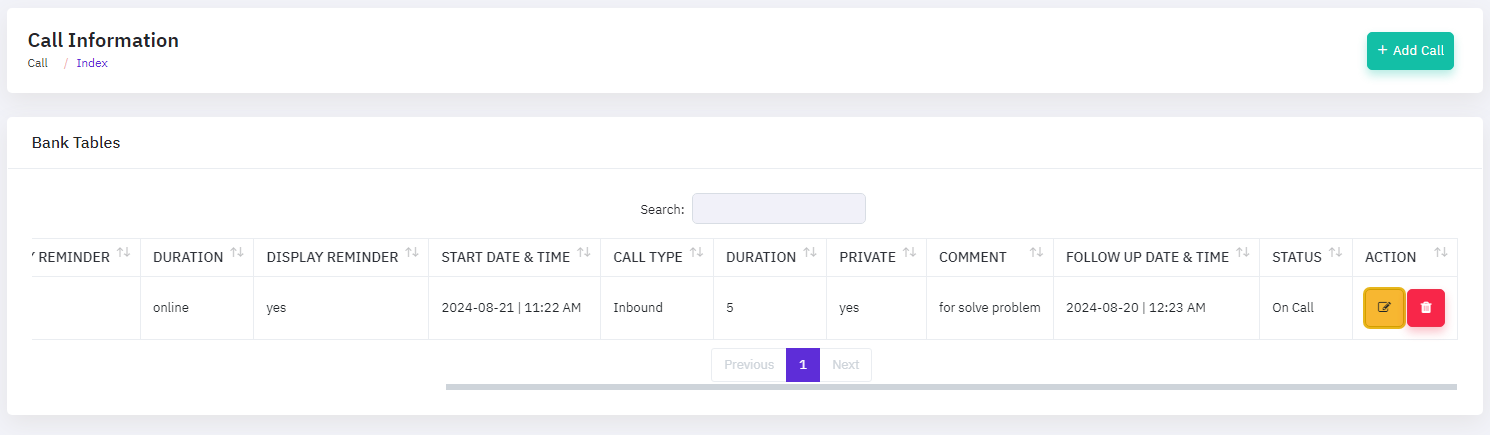 Call Information
Call / Index
+ Add Call
Bank Tables
Search:
REMINDER DURATION DISPLAY REMINDER START DATE & TIME CALL TYPE DURATION PRIVATE COMMENT FOLLOW UP DATE & TIME STATUS ACTION
online yes 2024-08-21 | 11:22 AM Inbound 5 yes for solve problem 2024-08-20 | 12:23 AM On Call
Previous 1 Next